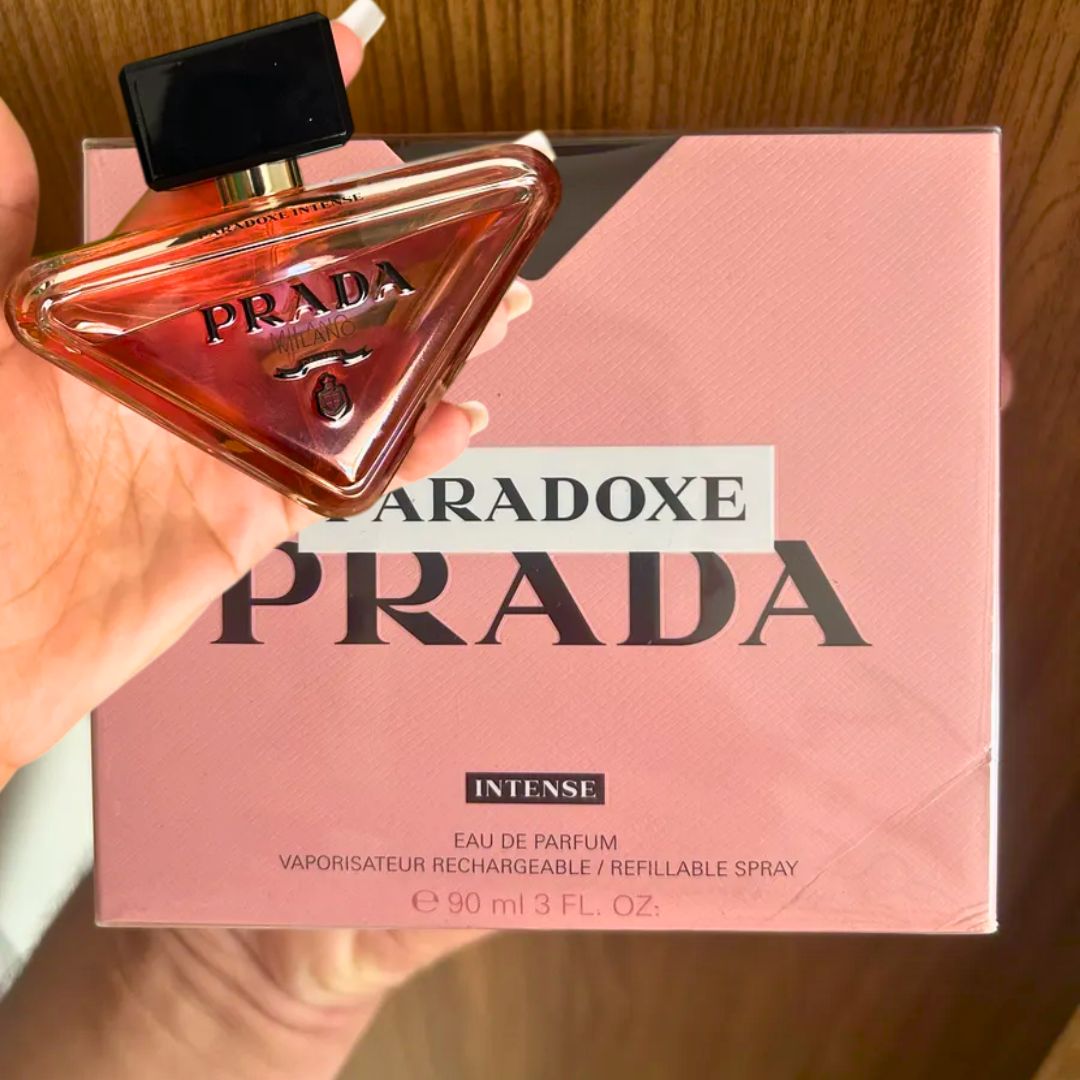 PARADOXE INTENSE
PRADA
MILANO
PARADOXE
PRADA
INTENSE
EAU DE PARFUM
VAPORISATEUR RECHARGEABLE / REFILLABLE SPRAY
℮ 90 ml 3 FL. OZ.